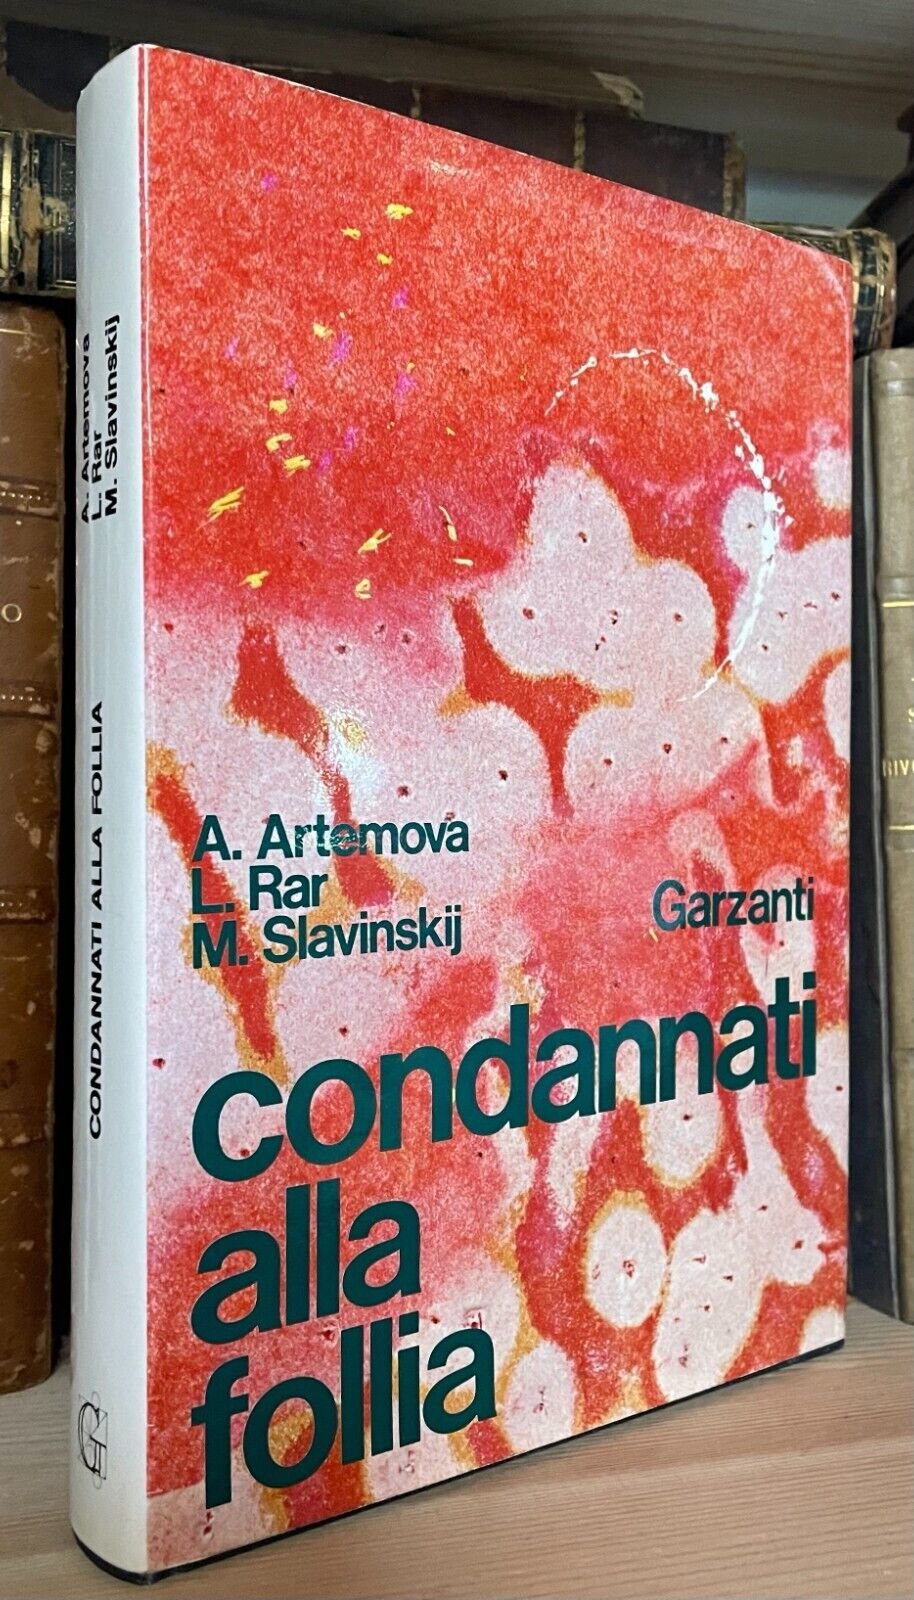 A. Artemova
L. Rar
M. Slavinskij
CONDANNATI ALLA FOLLIA
A. Artemova
L. Rar
M. Slavinskij
Garzanti
condannati
alla
follia